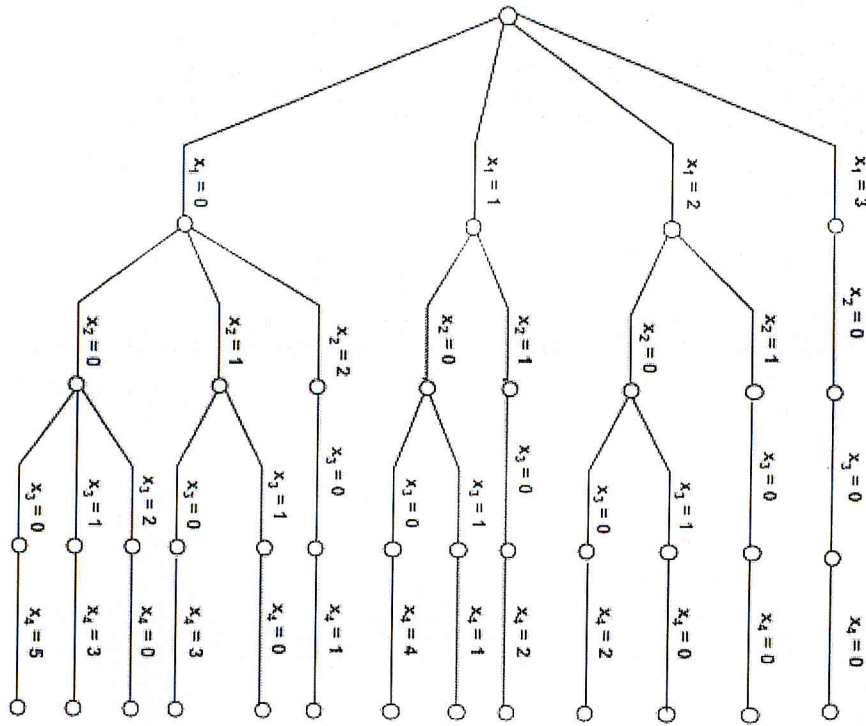 x₁ = 0
x₁ = 1
x₁ = 2
x₁ = 3
x₂ = 0
x₂ = 1
x₂ = 2
x₂ = 0
x₂ = 1
x₂ = 0
x₂ = 1
x₂ = 0
x₃ = 0
x₃ = 1
x₃ = 2
x₃ = 0
x₃ = 1
x₃ = 0
x₃ = 0
x₃ = 1
x₃ = 0
x₃ = 0
x₃ = 1
x₃ = 0
x₃ = 0
x₄ = 5
x₄ = 3
x₄ = 0
x₄ = 3
x₄ = 0
x₄ = 1
x₄ = 4
x₄ = 1
x₄ = 2
x₄ = 2
x₄ = 0
x₄ = 0
x₄ = 0